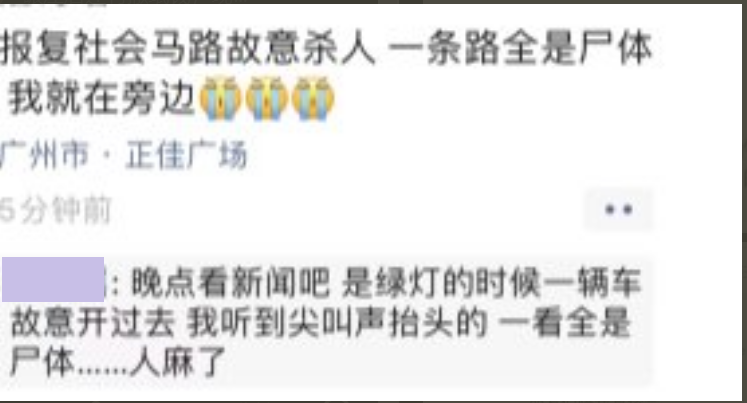 报复社会马路故意杀人 一条路全是尸体
我就在旁边😭😭😭
广州市 · 正佳广场
5分钟前
: 晚点看新闻吧 是绿灯的时候一辆车
故意开过去 我听到尖叫声抬头的 一看全是
尸体......人麻了